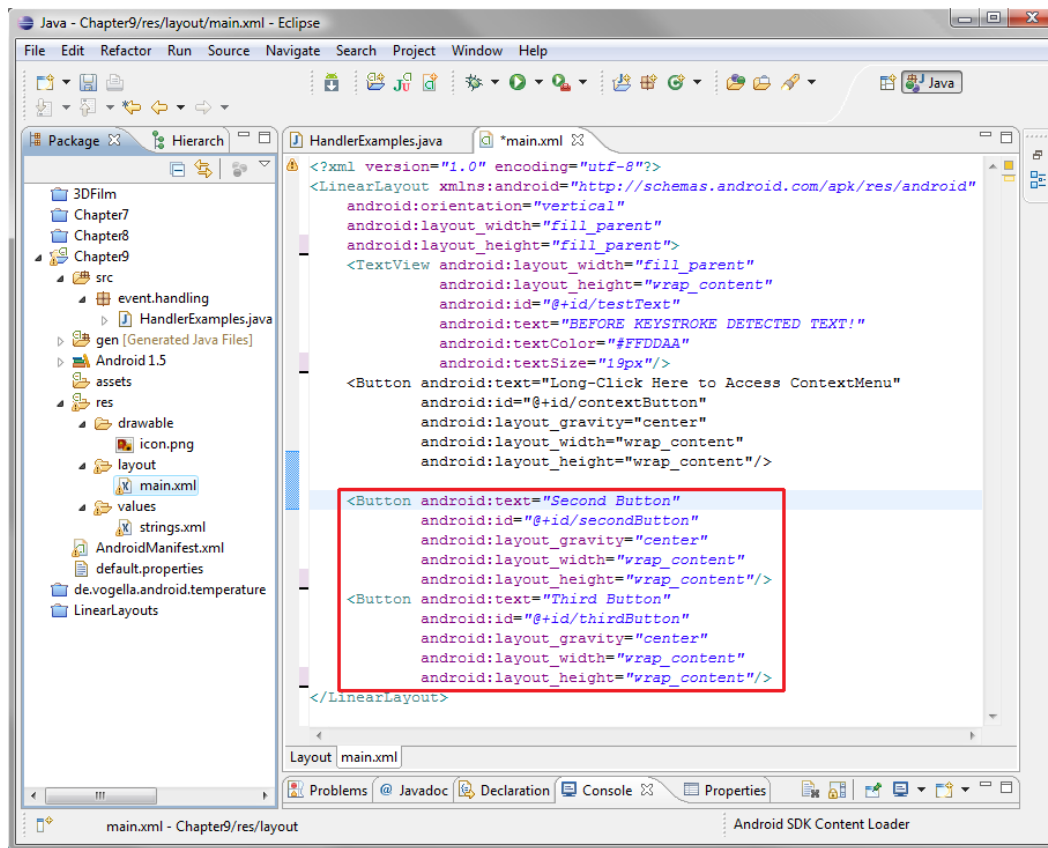 Java - Chapter9/res/layout/main.xml - Eclipse
File Edit Refactor Run Source Navigate Search Project Window Help
Java
Package Hierarch
HandlerExamples.java *main.xml
3DFilm
Chapter7
Chapter8
Chapter9
src
event.handling
HandlerExamples.java
gen [Generated Java Files]
Android 1.5
assets
res
drawable
icon.png
layout
main.xml
values
strings.xml
AndroidManifest.xml
default.properties
de.vogella.android.temperature
LinearLayouts
<?xml version="1.0" encoding="utf-8"?>
<LinearLayout xmlns:android="http://schemas.android.com/apk/res/android"
android:orientation="vertical"
android:layout_width="fill_parent"
android:layout_height="fill_parent">
<TextView android:layout_width="fill_parent"
android:layout_height="wrap_content"
android:id="@+id/testText"
android:text="BEFORE KEYSTROKE DETECTED TEXT!"
android:textColor="#FFDDAA"
android:textSize="19px"/>
<Button android:text="Long-Click Here to Access ContextMenu"
android:id="@+id/contextButton"
android:layout_gravity="center"
android:layout_width="wrap_content"
android:layout_height="wrap_content"/>
<Button android:text="Second Button"
android:id="@+id/secondButton"
android:layout_gravity="center"
android:layout_width="wrap_content"
android:layout_height="wrap_content"/>
<Button android:text="Third Button"
android:id="@+id/thirdButton"
android:layout_gravity="center"
android:layout_width="wrap_content"
android:layout_height="wrap_content"/>
</LinearLayout>
Layout main.xml
Problems @ Javadoc Declaration Console Properties
main.xml - Chapter9/res/layout
Android SDK Content Loader